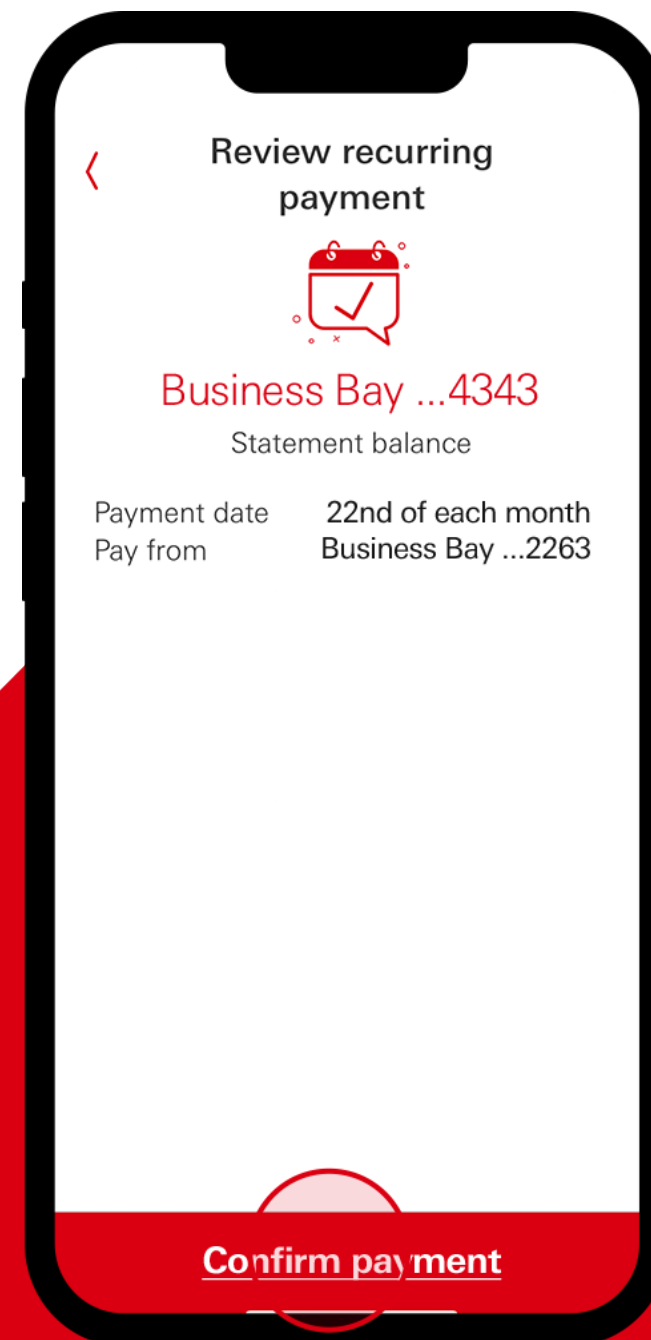 Review recurring
payment
Business Bay ...4343
Statement balance
Payment date 22nd of each month
Pay from Business Bay ...2263
Confirm payment